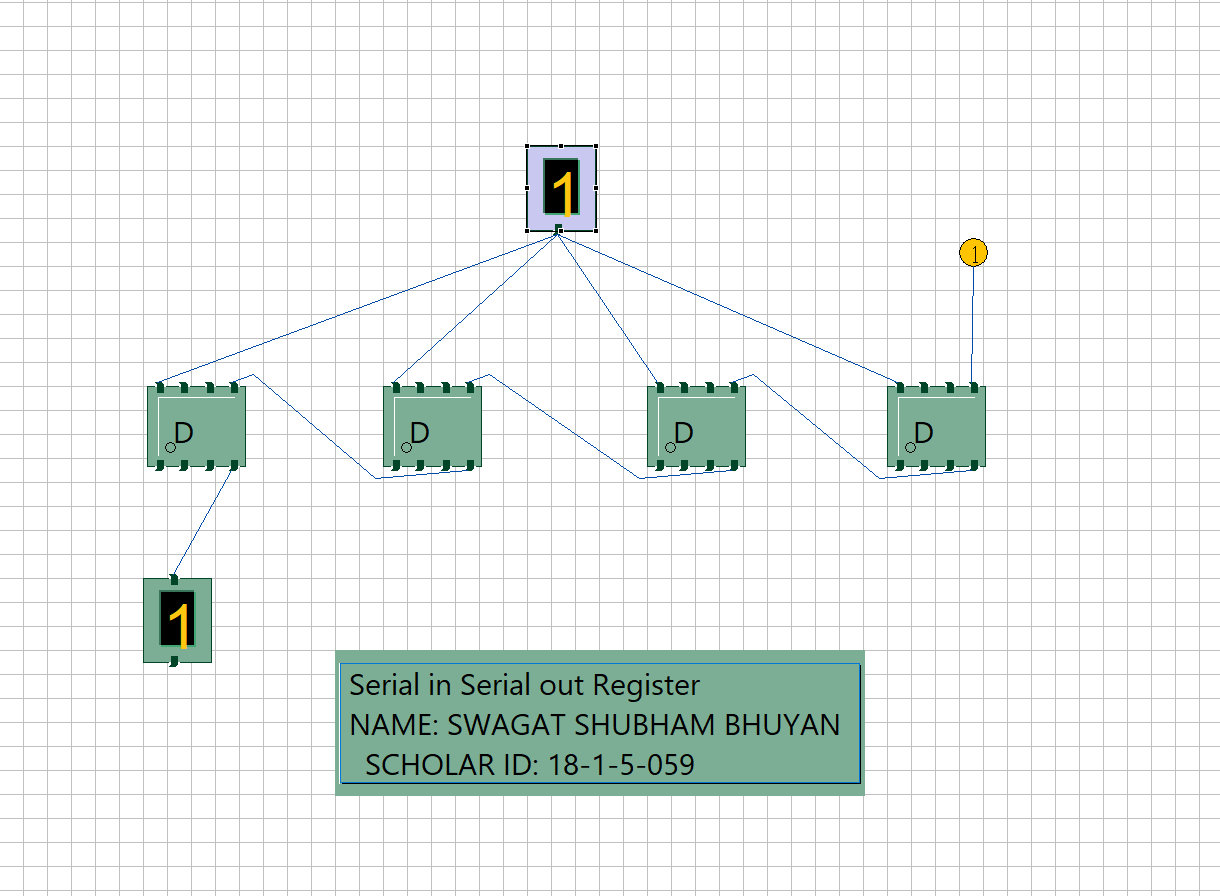 1
1
D D D D
1
Serial in Serial out Register
NAME: SWAGAT SHUBHAM BHUYAN
SCHOLAR ID: 18-1-5-059